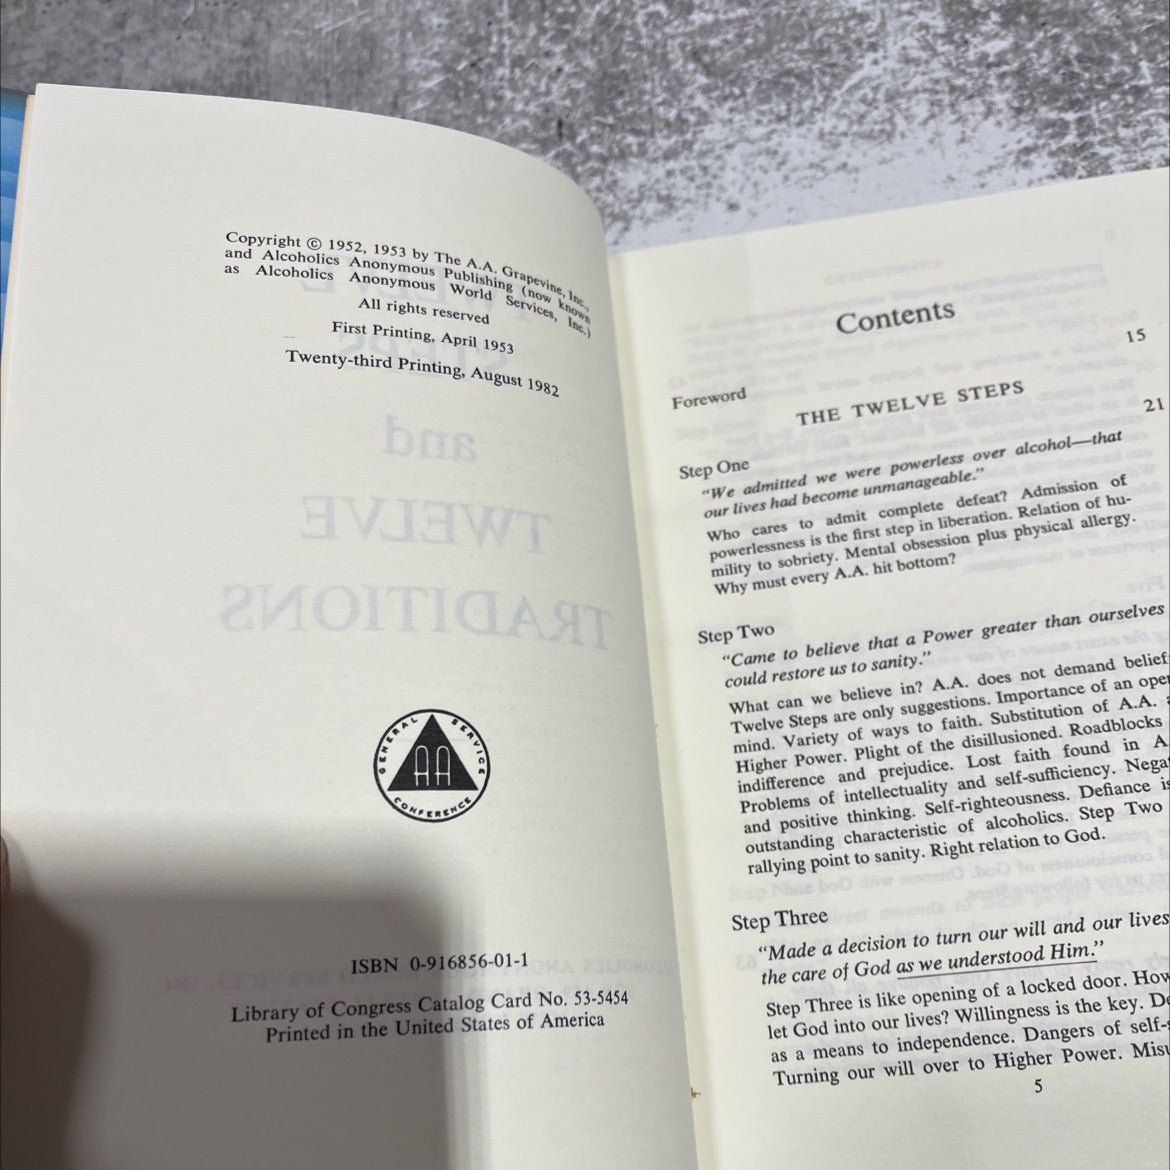 Copyright © 1952, 1953 by The A.A. Grapevine, Inc.,
and Alcoholics Anonymous Publishing (now known
as Alcoholics Anonymous World Services, Inc.)
All rights reserved
First Printing, April 1953
Twenty-third Printing, August 1982
GENERAL SERVICE
AA
CONFERENCE
ISBN 0-916856-01-1
Library of Congress Catalog Card No. 53-5454
Printed in the United States of America
Contents
Foreword 15
THE TWELVE STEPS
Step One 21
“We admitted we were powerless over alcohol—that
our lives had become unmanageable.”
Who cares to admit complete defeat? Admission of
powerlessness is the first step in liberation. Relation of hu-
mility to sobriety. Mental obsession plus physical allergy.
Why must every A.A. hit bottom?
Step Two
“Came to believe that a Power greater than ourselves
could restore us to sanity.”
What can we believe in? A.A. does not demand belief
Twelve Steps are only suggestions. Importance of an
mind. Variety of ways to faith. Substitution of A.A.
Higher Power. Plight of the disillusioned. Roadblocks
indifference and prejudice. Lost faith found in
Problems of intellectuality and self-sufficiency.
and positive thinking. Self-righteousness. Defiance
outstanding characteristic of alcoholics. Step Two
rallying point to sanity. Right relation to God.
Step Three
“Made a decision to turn our will and our lives
the care of God as we understood Him.”
Step Three is like opening of a locked door. How
let God into our lives? Willingness is the key.
as a means to independence. Dangers of self-
Turning our will over to Higher Power.
5